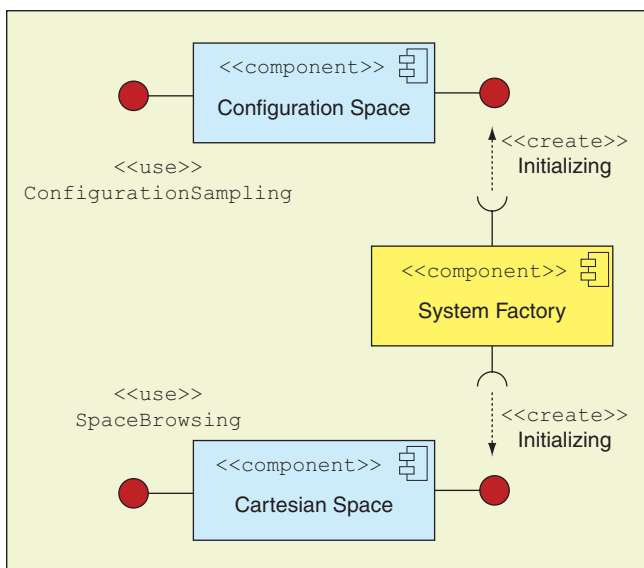 <<component>>
Configuration Space
<<use>>
ConfigurationSampling
<<create>>
Initializing
<<component>>
System Factory
<<use>>
SpaceBrowsing
<<create>>
Initializing
<<component>>
Cartesian Space